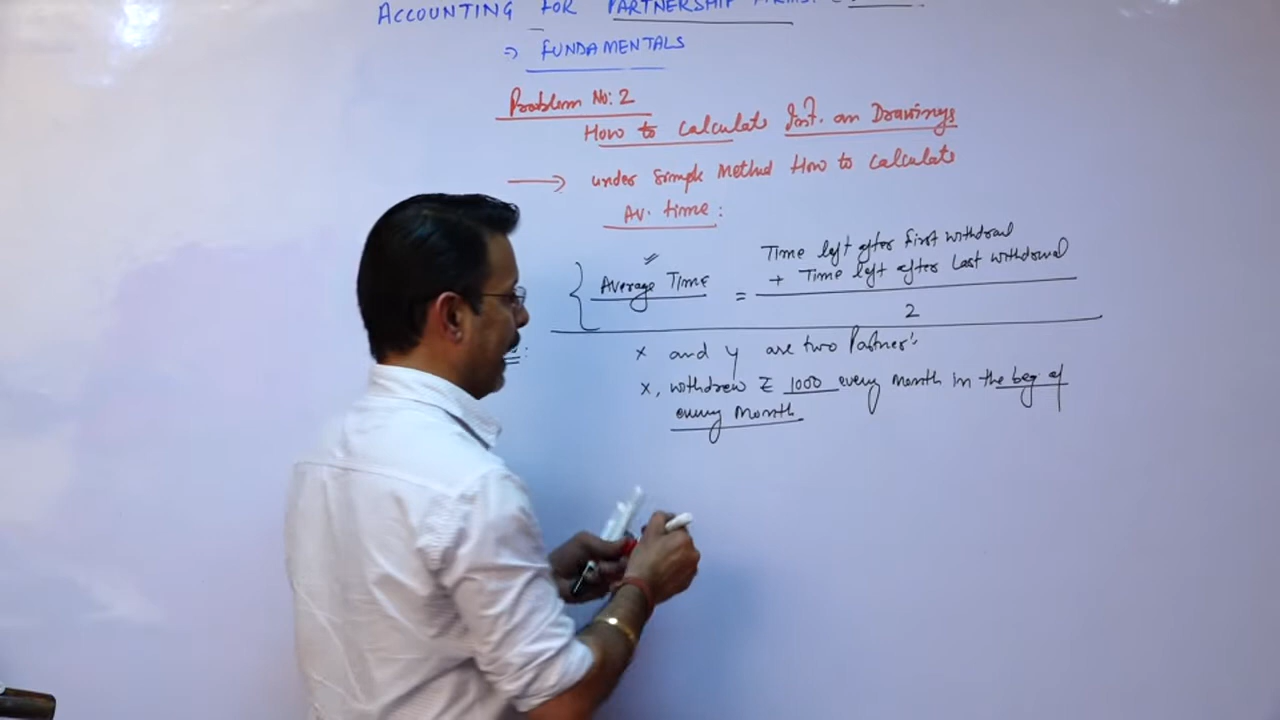 ACCOUNTING FOR PARTNERSHIP
⇒ FUNDAMENTALS
Problem No: 2
How to calculate Int. on Drawings
→ under simple Method How to calculate
Av. time:
Average Time = Time left after first withdrawal
+ Time left after Last withdrawal
2
x and y are two Partner's
x, withdrew ₹ 1000 every month in the beg of
every Month